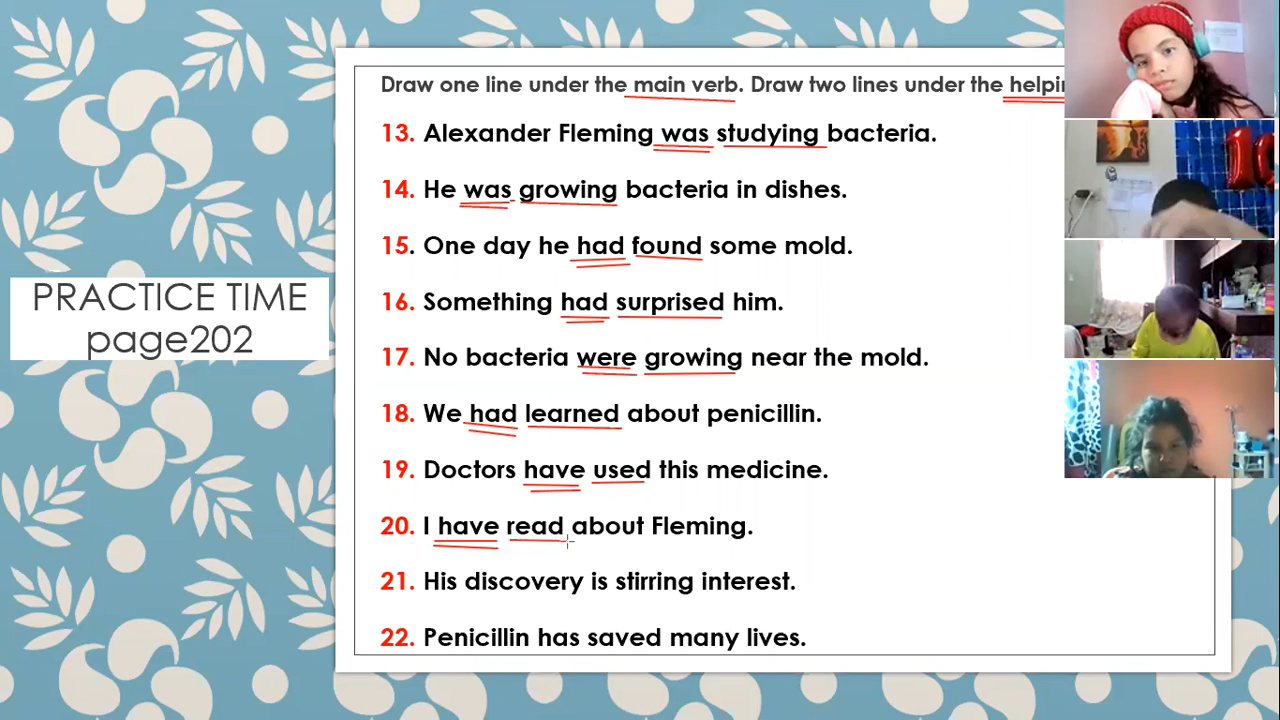 Draw one line under the main verb. Draw two lines under the
13. Alexander Fleming was studying bacteria.
14. He was growing bacteria in dishes.
15. One day he had found some mold.
16. Something had surprised him.
17. No bacteria were growing near the mold.
18. We had learned about penicillin.
19. Doctors have used this medicine.
20. I have read about Fleming.
21. His discovery is stirring interest.
22. Penicillin has saved many lives.
PRACTICE TIME
page202